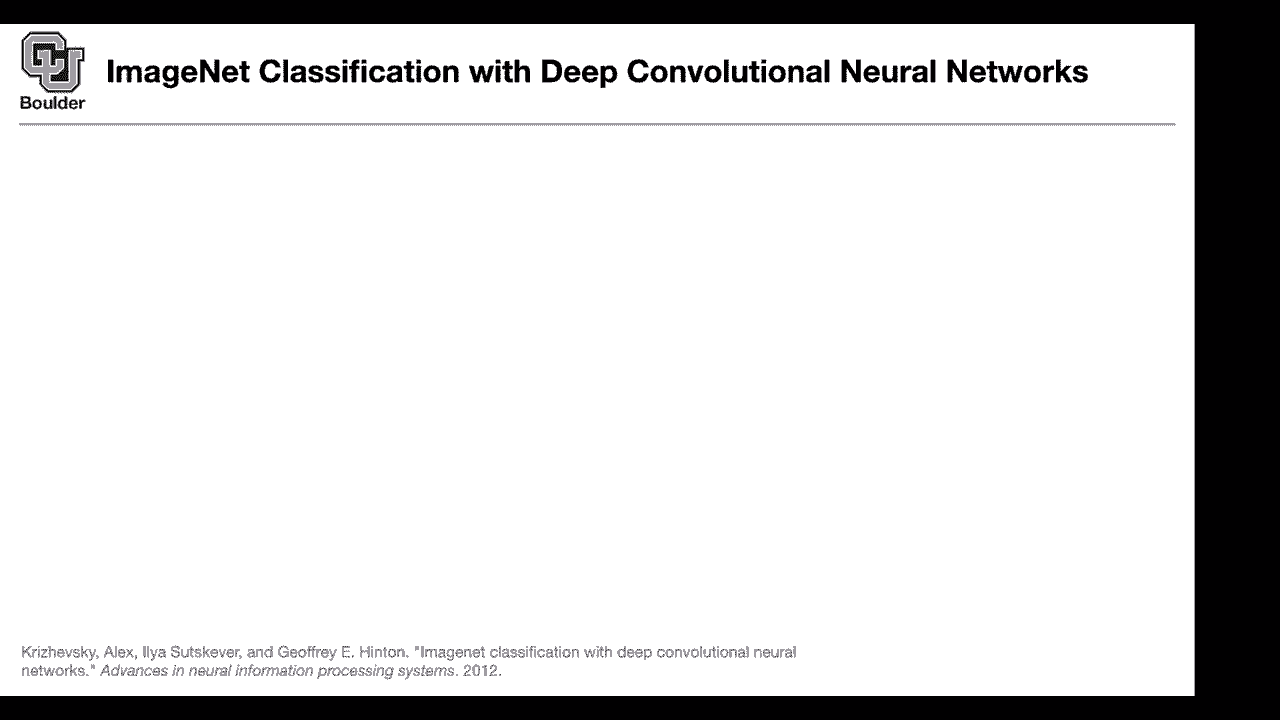 ImageNet Classification with Deep Convolutional Neural Networks
CU
Boulder
Krizhevsky, Alex, Ilya Sutskever, and Geoffrey E. Hinton. "Imagenet classification with deep convolutional neural
networks." Advances in neural information processing systems. 2012.